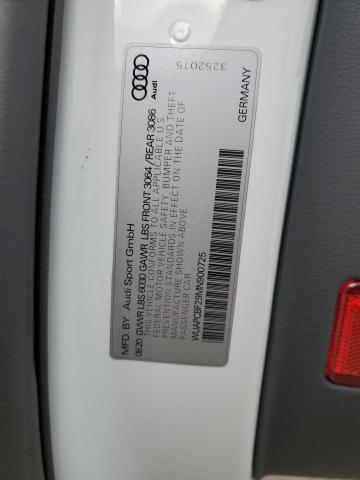 MFD. BY Audi Sport GmbH
08.20 GVWR LBS 6030 GAWR LBS FRONT 3064 / REAR 3086
THIS VEHICLE CONFORMS TO ALL APPLICABLE
FEDERAL MOTOR VEHICLE SAFETY, BUMPER AND THEFT
PREVENTION STANDARDS IN EFFECT ON THE DATE OF
MANUFACTURE SHOWN ABOVE.
PASSENGER CAR
WUAPCBF29MN900725
GERMANY
Audi
3252015